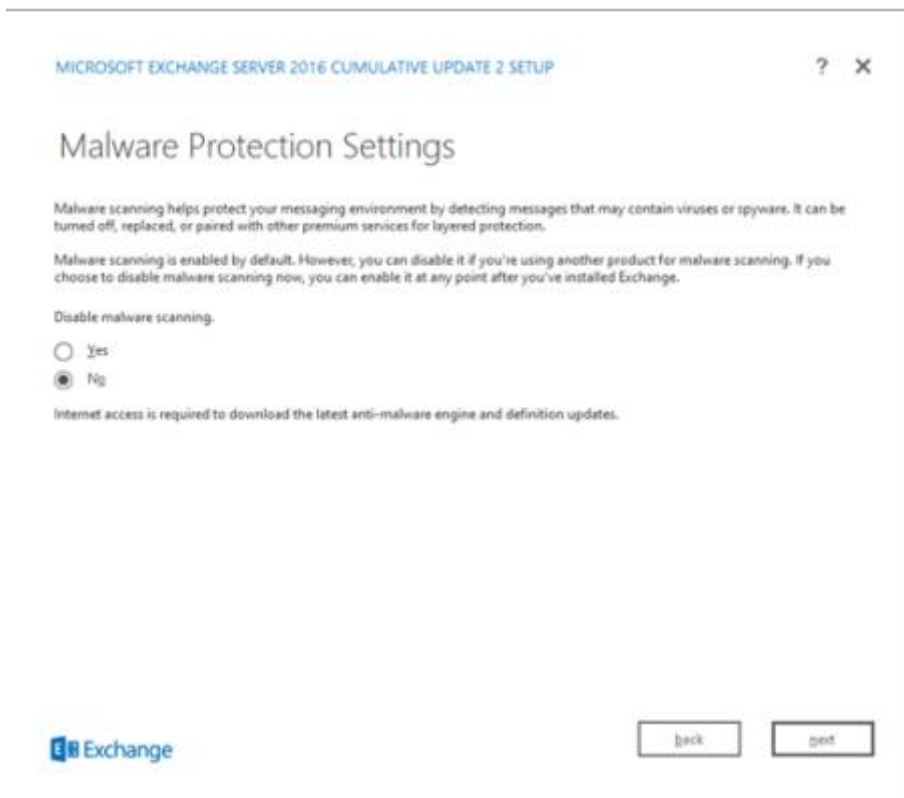 MICROSOFT EXCHANGE SERVER 2016 CUMULATIVE UPDATE 2 SETUP
? ✕
Malware Protection Settings
Malware scanning helps protect your messaging environment by detecting messages that may contain viruses or spyware. It can be
turned off, replaced, or paired with other premium services for layered protection.
Malware scanning is enabled by default. However, you can disable it if you're using another product for malware scanning. If you
choose to disable malware scanning now, you can enable it at any point after you've installed Exchange.
Disable malware scanning.
Yes
No
Internet access is required to download the latest anti-malware engine and definition updates.
Exchange
back
next